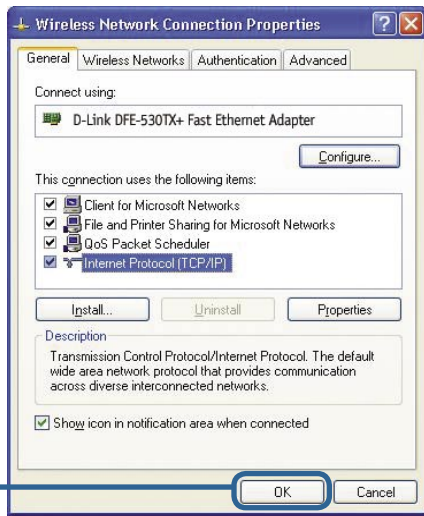 Wireless Network Connection Properties
General Wireless Networks Authentication Advanced
Connect using:
D-Link DFE-530TX+ Fast Ethernet Adapter
Configure...
This connection uses the following items:
Client for Microsoft Networks
File and Printer Sharing for Microsoft Networks
QoS Packet Scheduler
Internet Protocol (TCP/IP)
Install... Uninstall Properties
Description
Transmission Control Protocol/Internet Protocol. The default
wide area network protocol that provides communication
across diverse interconnected networks.
Show icon in notification area when connected
OK Cancel